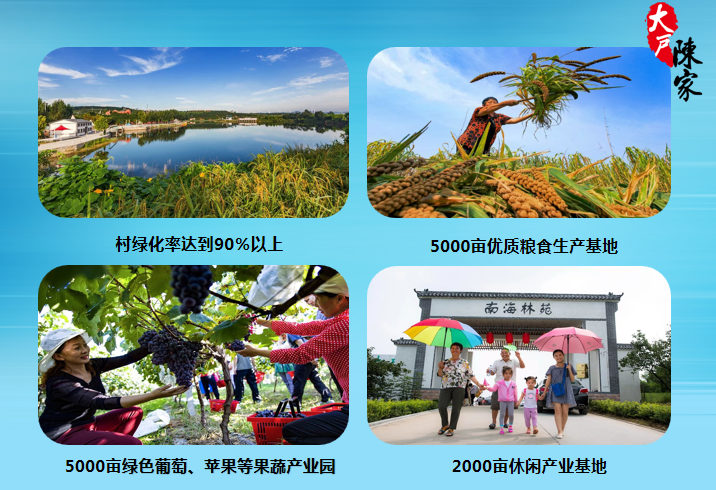 大户
陳家
村绿化率达到90%以上
5000亩优质粮食生产基地
南海林苑
5000亩绿色葡萄、苹果等果蔬产业园
2000亩休闲产业基地